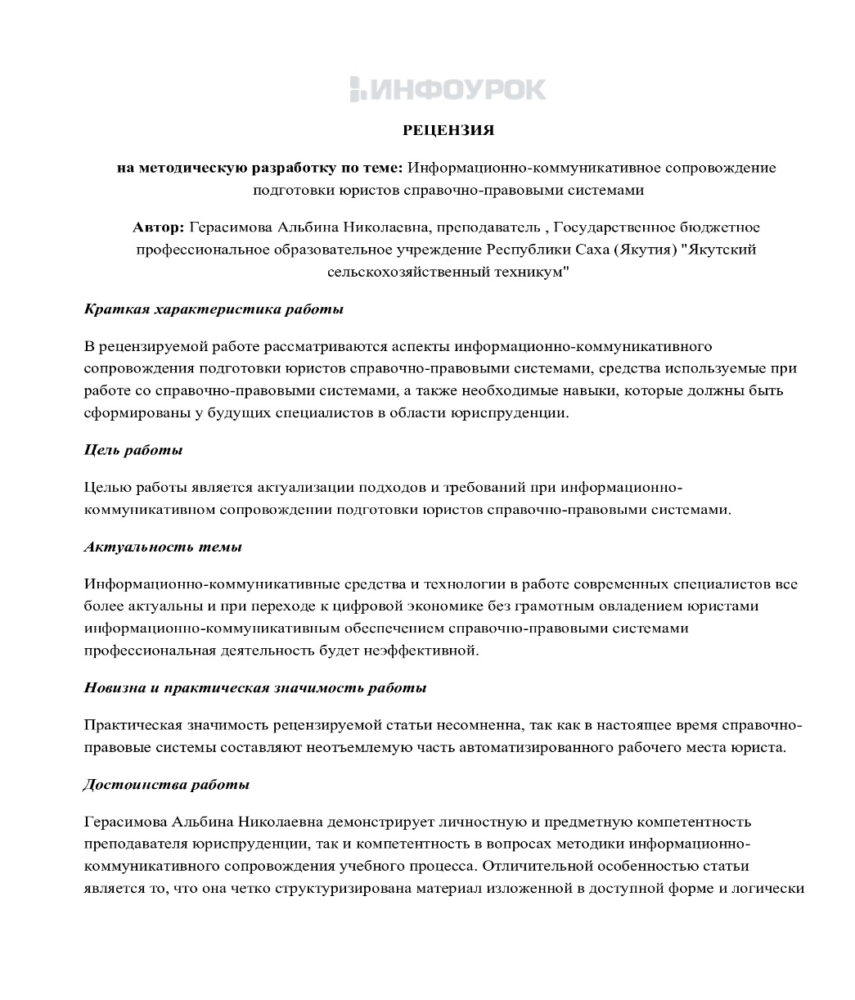 ИНФОУРОК
РЕЦЕНЗИЯ
на методическую разработку по теме: Информационно-коммуникативное сопровождение
подготовки юристов справочно-правовыми системами
Автор: Герасимова Альбина Николаевна, преподаватель , Государственное бюджетное
профессиональное образовательное учреждение Республики Саха (Якутия) "Якутский
сельскохозяйственный техникум"
Краткая характеристика работы
В рецензируемой работе рассматриваются аспекты информационно-коммуникативного
сопровождения подготовки юристов справочно-правовыми системами, средства используемые при
работе со справочно-правовыми системами, а также необходимые навыки, которые должны быть
сформированы у будущих специалистов в области юриспруденции.
Цель работы
Целью работы является актуализации подходов и требований при информационно-
коммуникативном сопровождении подготовки юристов справочно-правовыми системами.
Актуальность темы
Информационно-коммуникативные средства и технологии в работе современных специалистов все
более актуальны и при переходе к цифровой экономике без грамотным овладением юристами
информационно-коммуникативным обеспечением справочно-правовыми системами
профессиональная деятельность будет неэффективной.
Новизна и практическая значимость работы
Практическая значимость рецензируемой статьи несомненна, так как в настоящее время справочно-
правовые системы составляют неотъемлемую часть автоматизированного рабочего места юриста.
Достоинства работы
Герасимова Альбина Николаевна демонстрирует личностную и предметную компетентность
преподавателя юриспруденции, так и компетентность в вопросах методики информационно-
коммуникативного сопровождения учебного процесса. Отличительной особенностью статьи
является то, что она четко структуризирована материал изложенной в доступной форме и логически